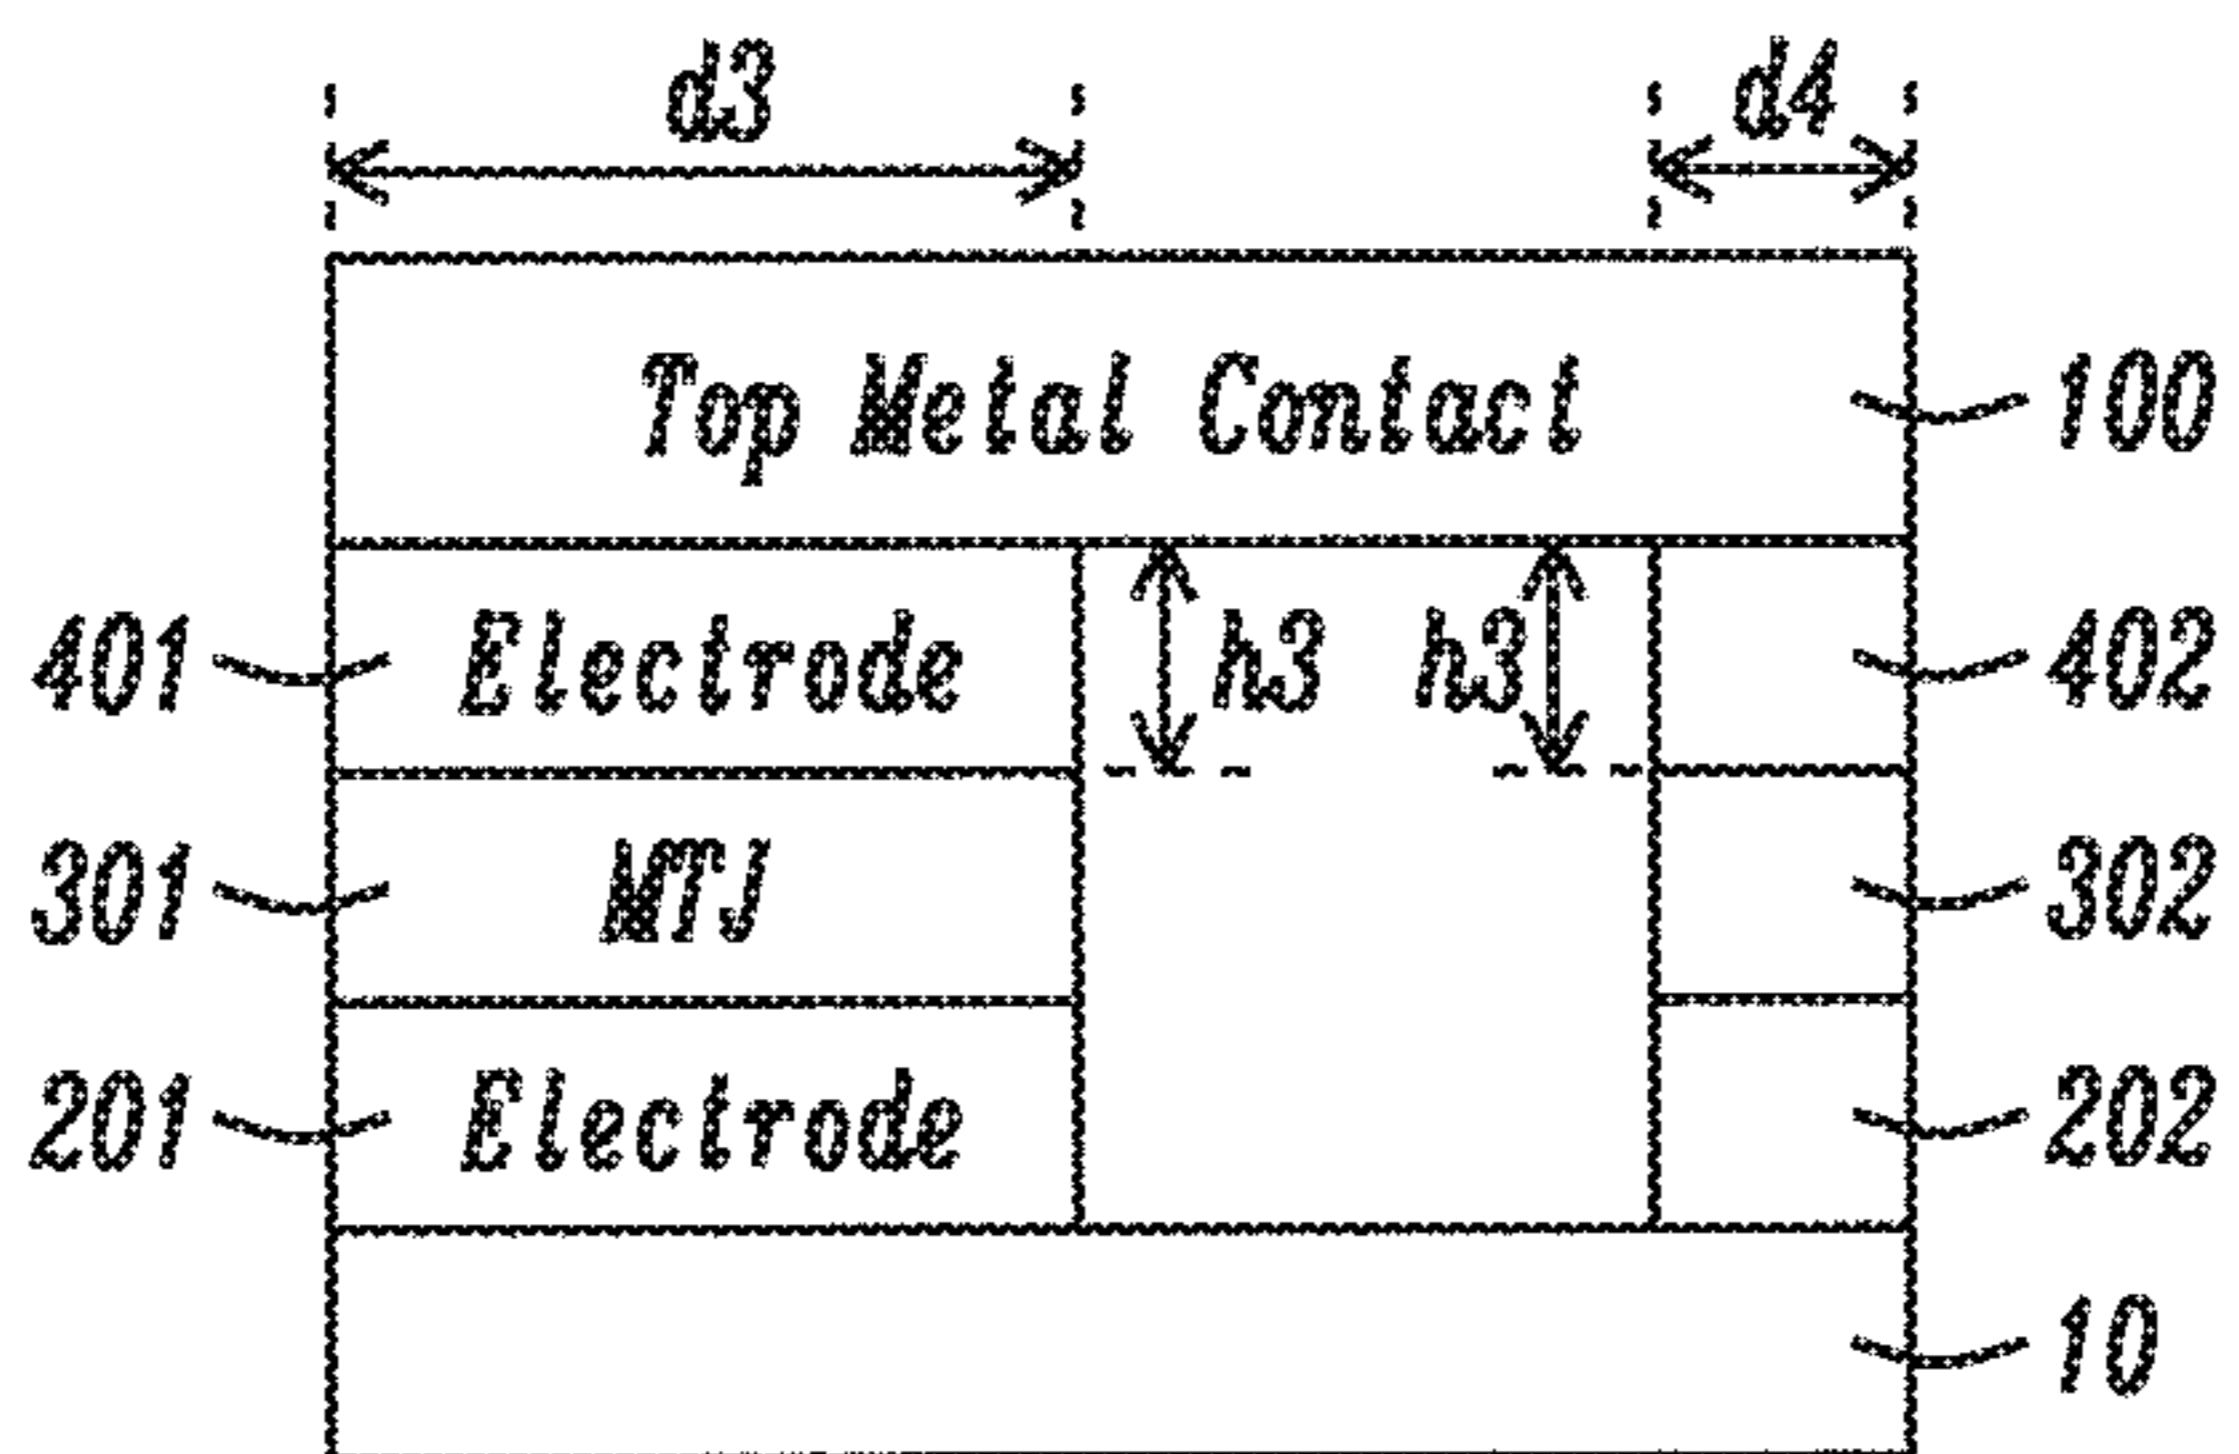 d3 d4
Top Metal Contact 100
401 Electrode h3 h3 402
301 MTJ 302
201 Electrode 202
10